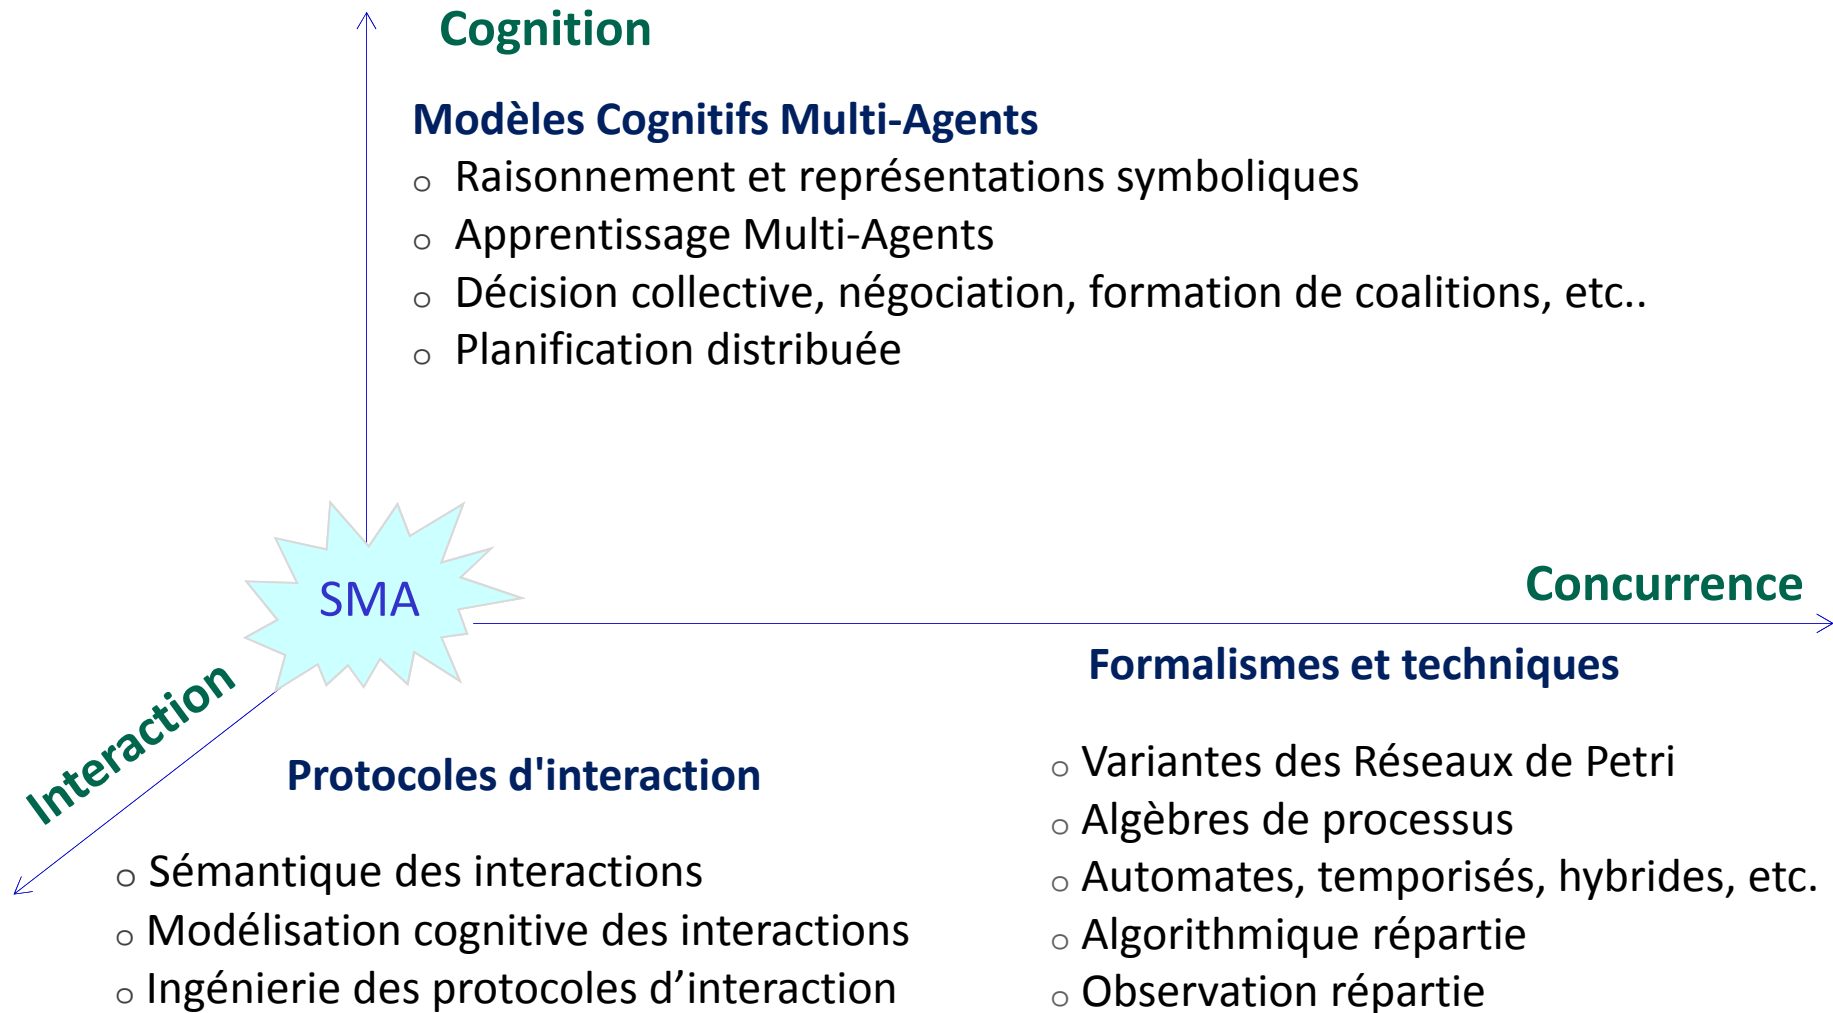 Cognition
Modèles Cognitifs Multi-Agents
o Raisonnement et représentations symboliques
o Apprentissage Multi-Agents
o Décision collective, négociation, formation de coalitions, etc..
o Planification distribuée
SMA
Concurrence
Formalismes et techniques
o Variantes des Réseaux de Petri
o Algèbres de processus
o Automates, temporisés, hybrides, etc.
o Algorithmique répartie
o Observation répartie
Interaction
Protocoles d'interaction
o Sémantique des interactions
o Modélisation cognitive des interactions
o Ingénierie des protocoles d’interaction